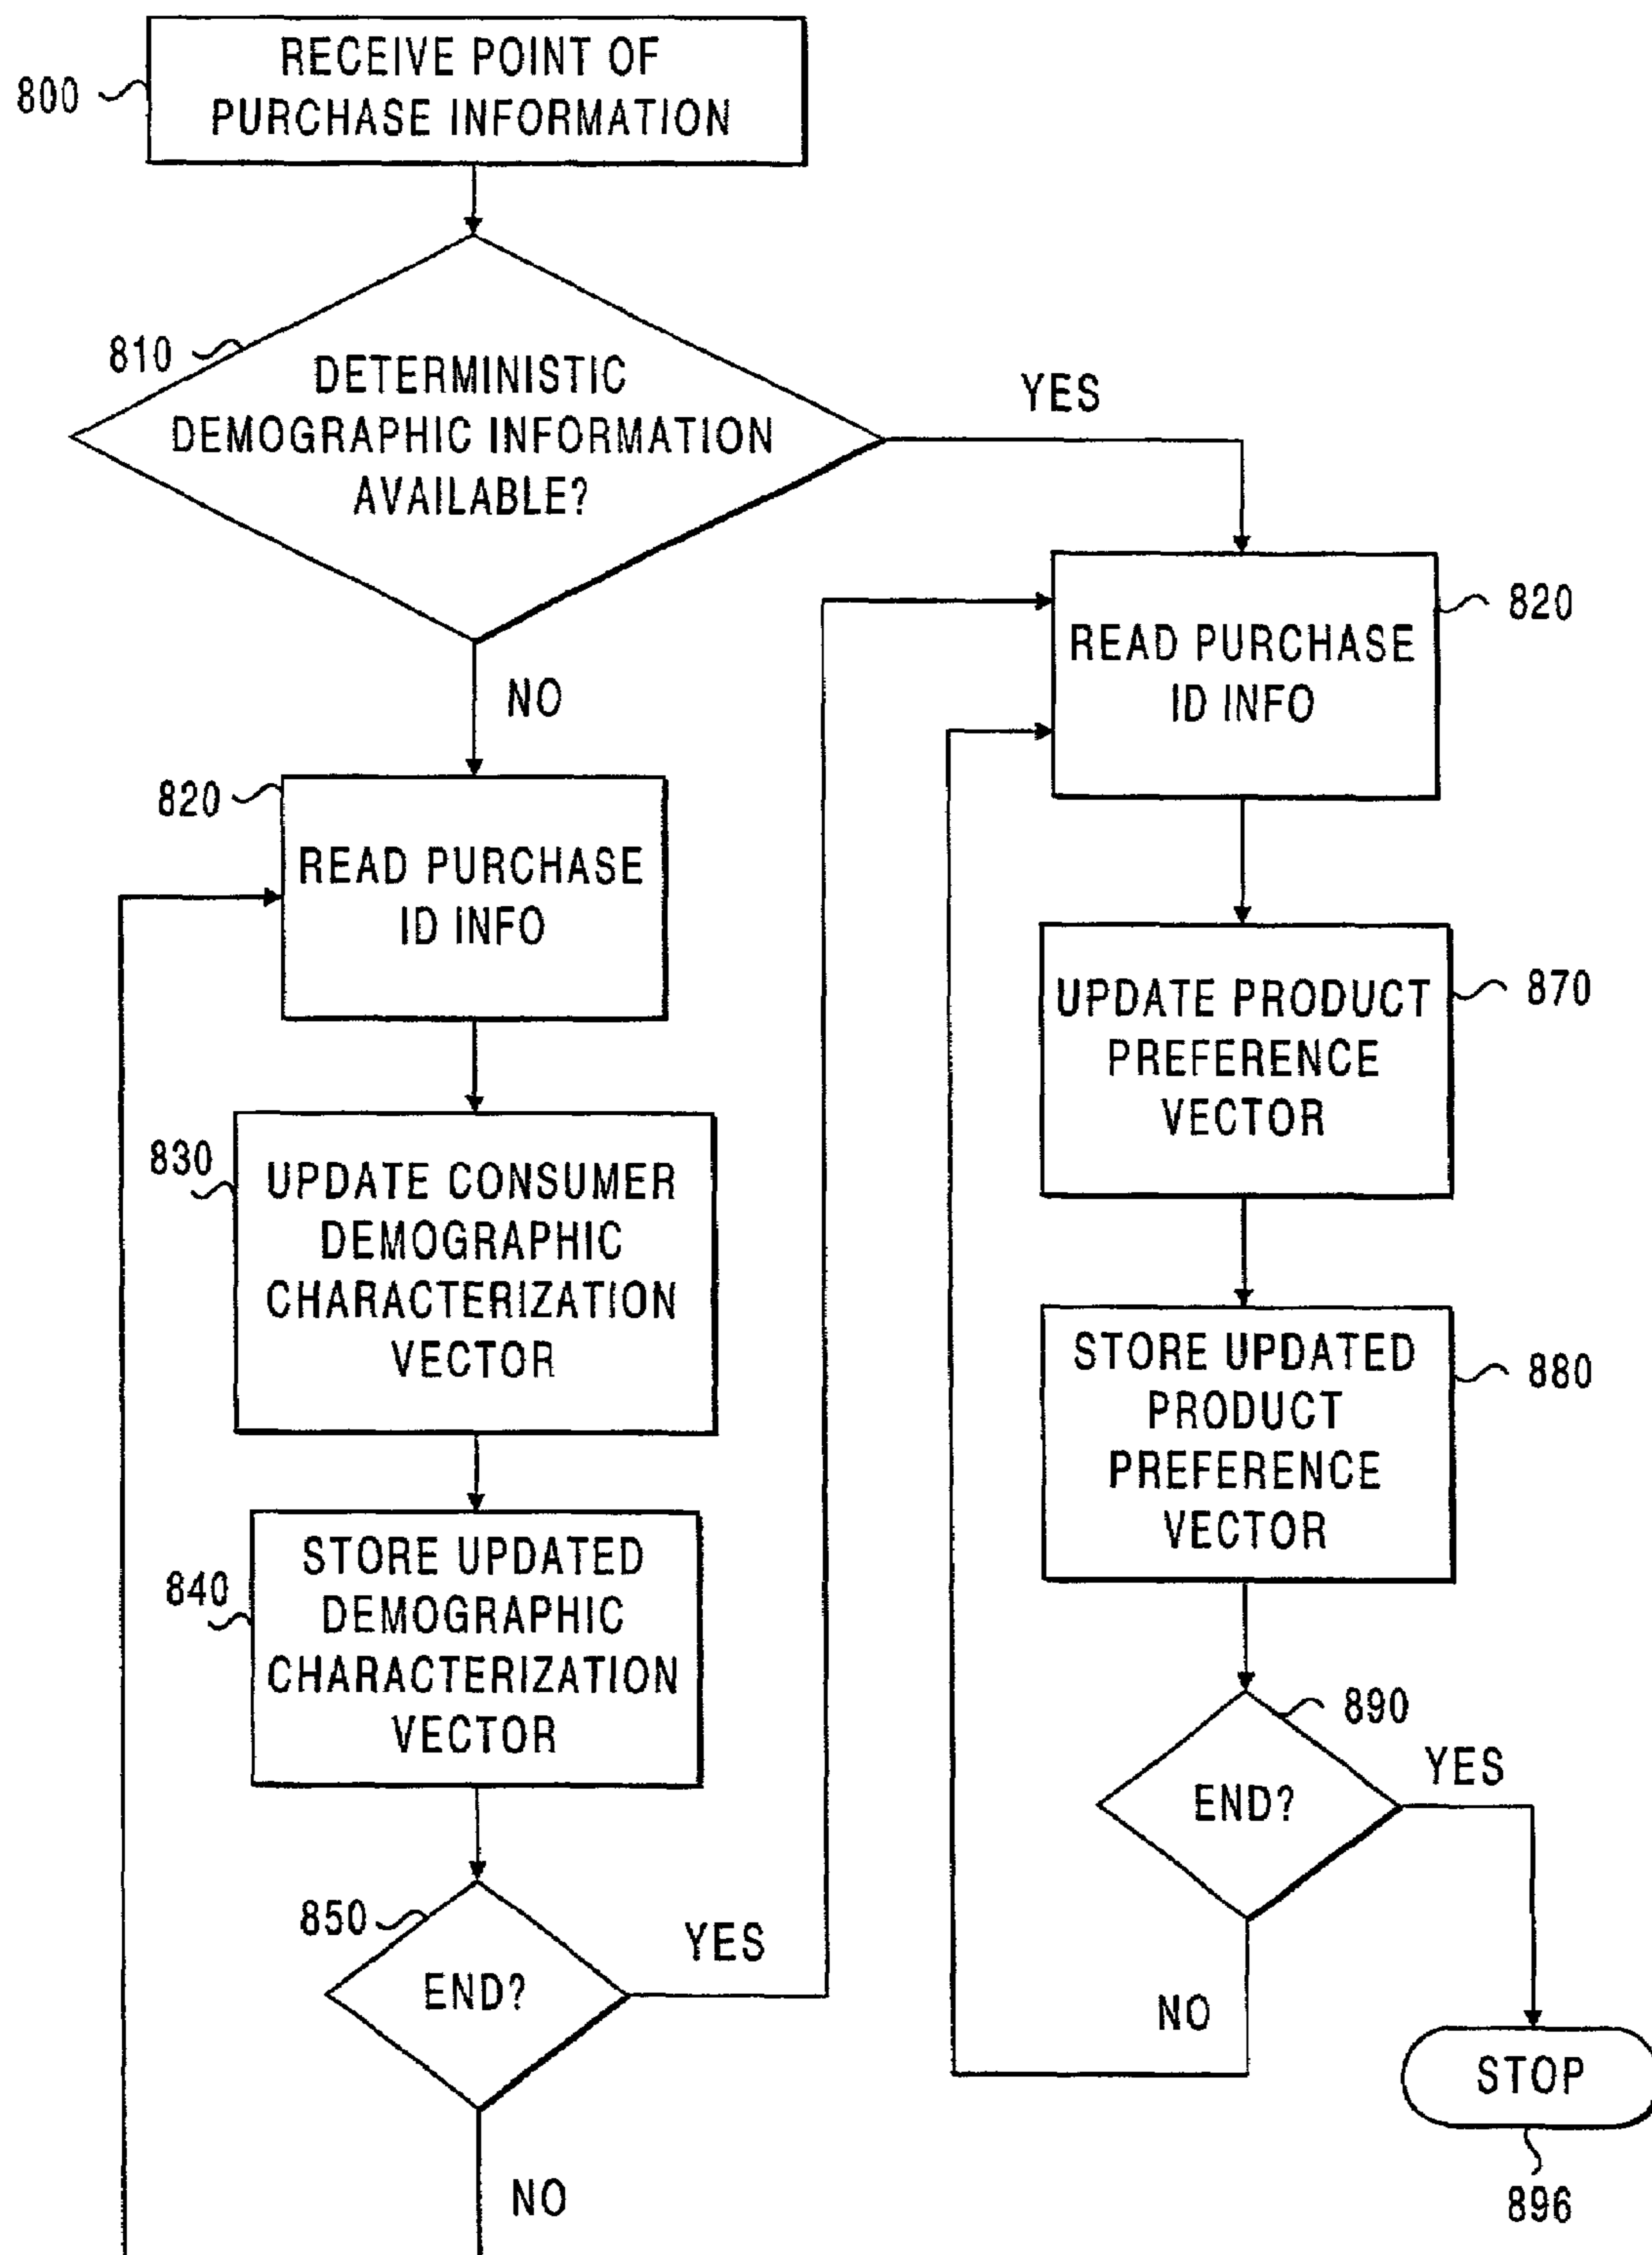 RECEIVE POINT OF
PURCHASE INFORMATION
800
810
DETERMINISTIC
DEMOGRAPHIC INFORMATION
AVAILABLE?
YES
NO
820
READ PURCHASE
ID INFO
830
UPDATE CONSUMER
DEMOGRAPHIC
CHARACTERIZATION
VECTOR
840
STORE UPDATED
DEMOGRAPHIC
CHARACTERIZATION
VECTOR
850
END?
YES
NO
820
READ PURCHASE
ID INFO
870
UPDATE PRODUCT
PREFERENCE
VECTOR
880
STORE UPDATED
PRODUCT
PREFERENCE
VECTOR
890
END?
YES
NO
STOP
896